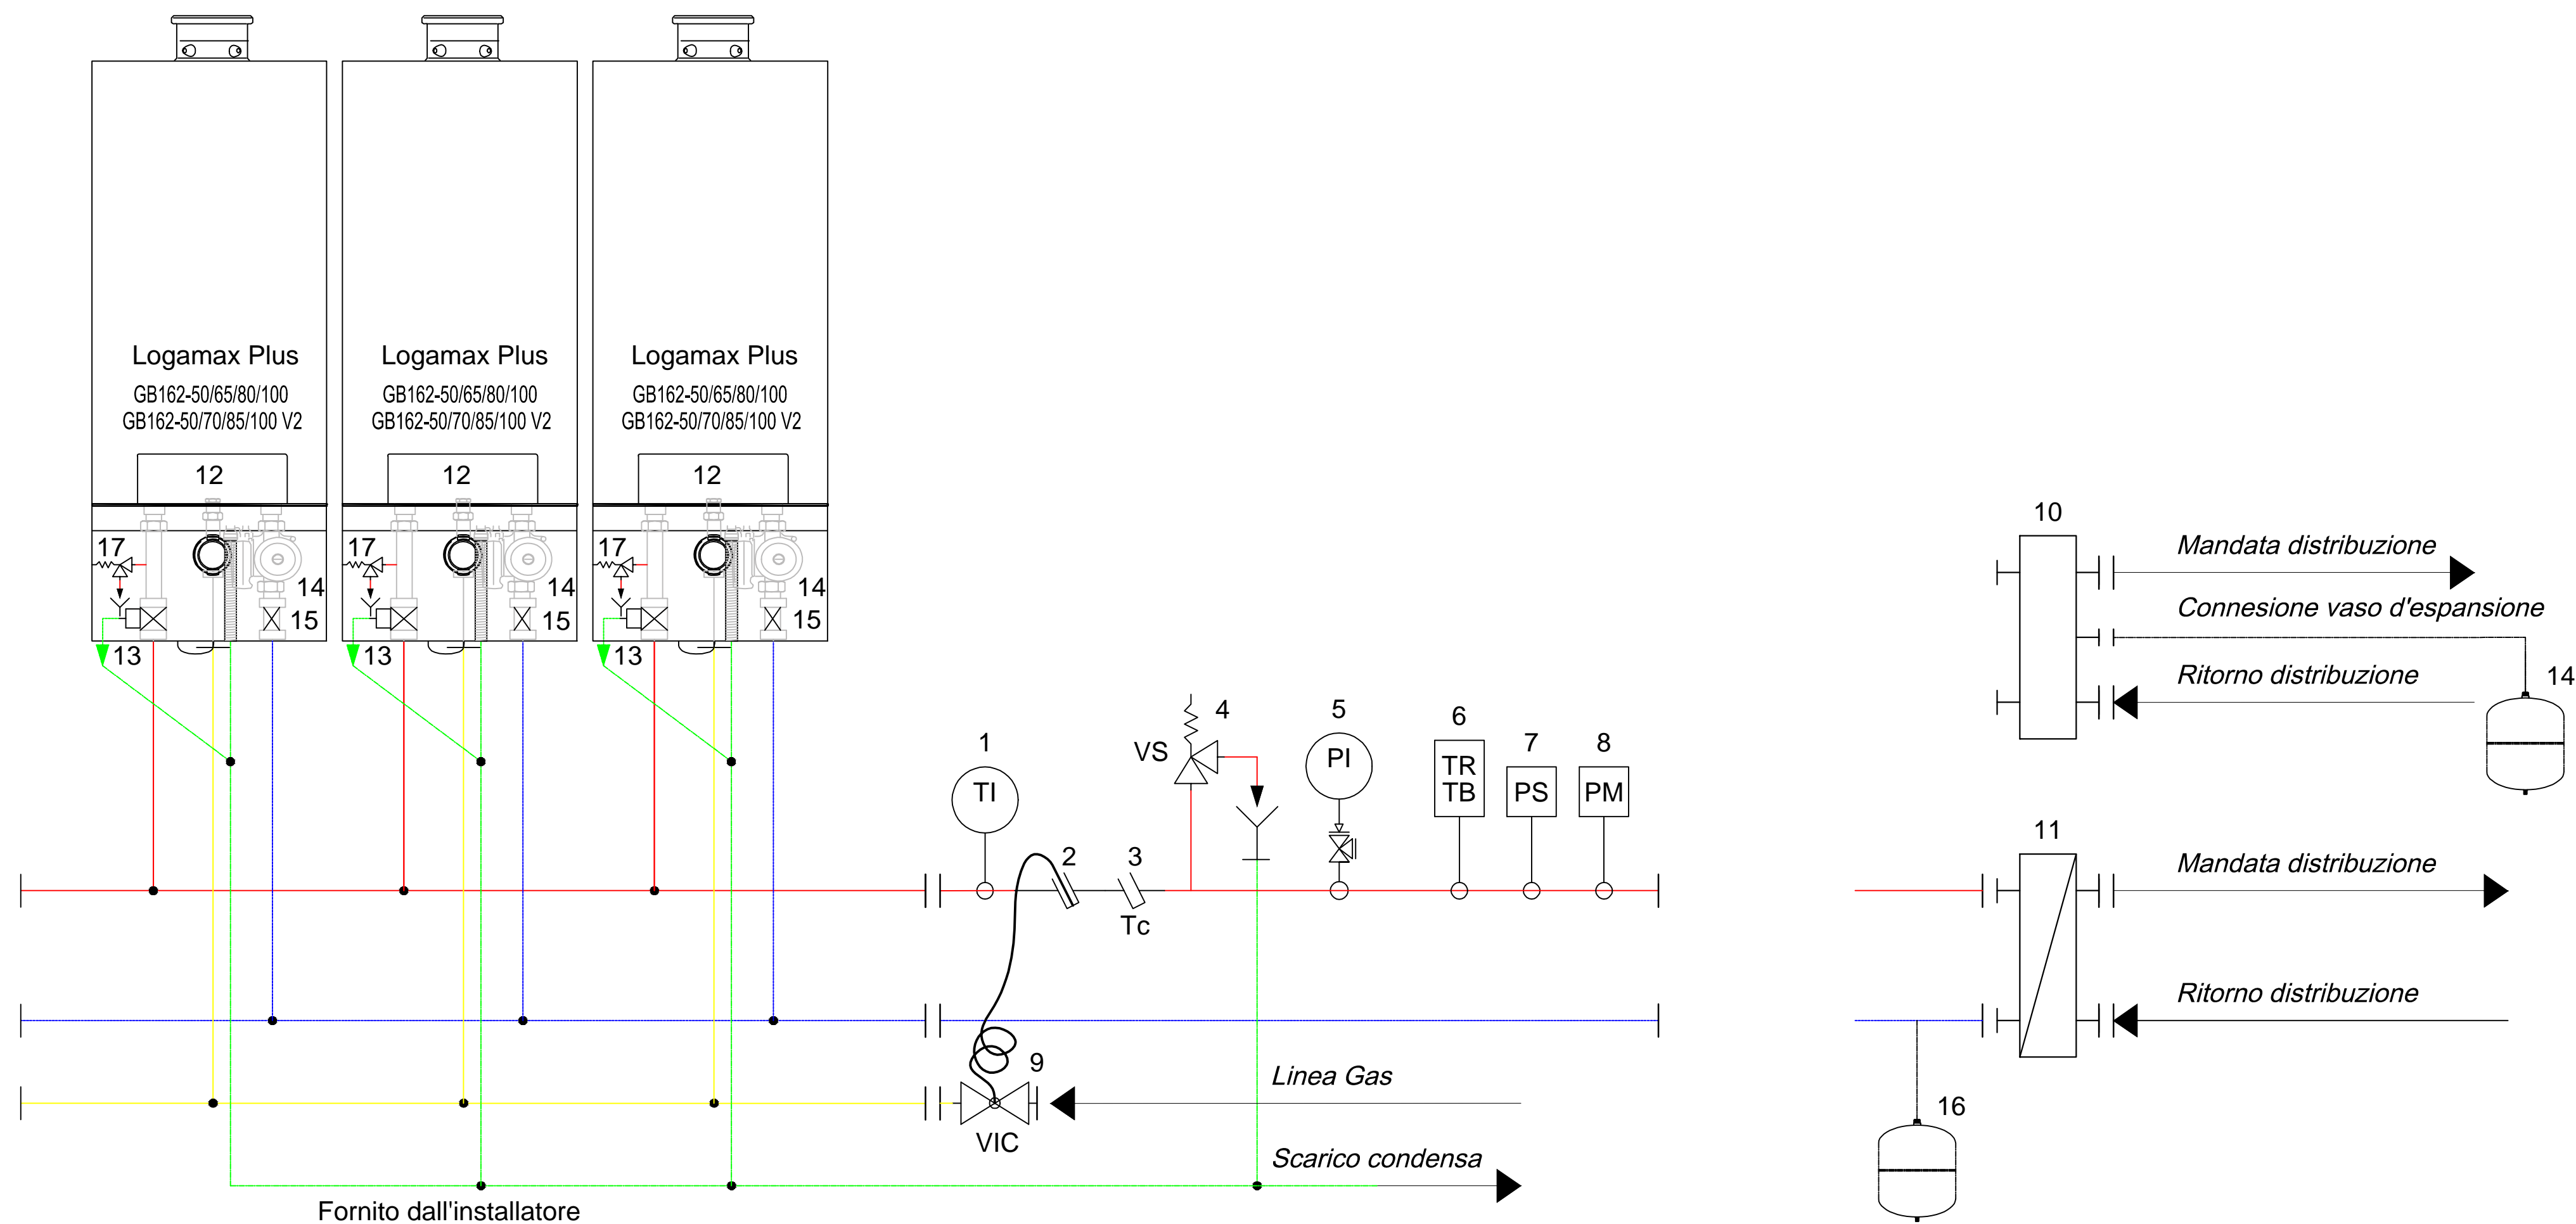 Logamax Plus
GB162-50/65/80/100
GB162-50/70/85/100 V2
12
17
14
15
13
Logamax Plus
GB162-50/65/80/100
GB162-50/70/85/100 V2
12
17
14
15
13
Logamax Plus
GB162-50/65/80/100
GB162-50/70/85/100 V2
12
17
14
15
13
1
TI
2
3
Tc
4
VS
5
PI
6
TR
TB
7
PS
8
PM
9
VIC
Linea Gas
Scarico condensa
Fornito dall'installatore
10
Mandata distribuzione
Connesione vaso d'espansione
Ritorno distribuzione
14
11
Mandata distribuzione
Ritorno distribuzione
16